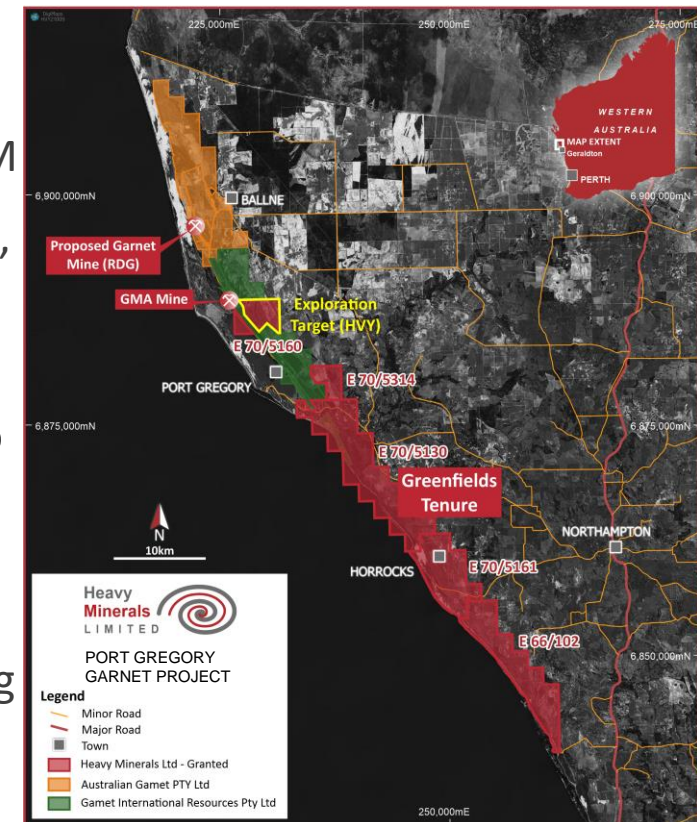 225,000mE
250,000mE
275,000mE
WESTERN
AUSTRALIA
MAP EXTENT
Geraldton
PERTH
M
6,900,000mN
6,900,000mN
BALLNE
,
Proposed Garnet
Mine (RDG)
GMA Mine
Exploration
Target (HVY)
E 70/5160
E 70/5314
PORT GREGORY
6,875,000mN
6,875,000mN
E 70/5130
Greenfields
Tenure
N
10km
NORTHAMPTON
HORROCKS
E 70/5161
Heavy
Minerals
LIMITED
E 66/102
PORT GREGORY
GARNET PROJECT
6,850,000mN
g
Legend
Minor Road
Major Road
Town
Heavy Minerals Ltd - Granted
Australian Gamet PTY Ltd
Gamet International Resources Pty Ltd
250,000mE